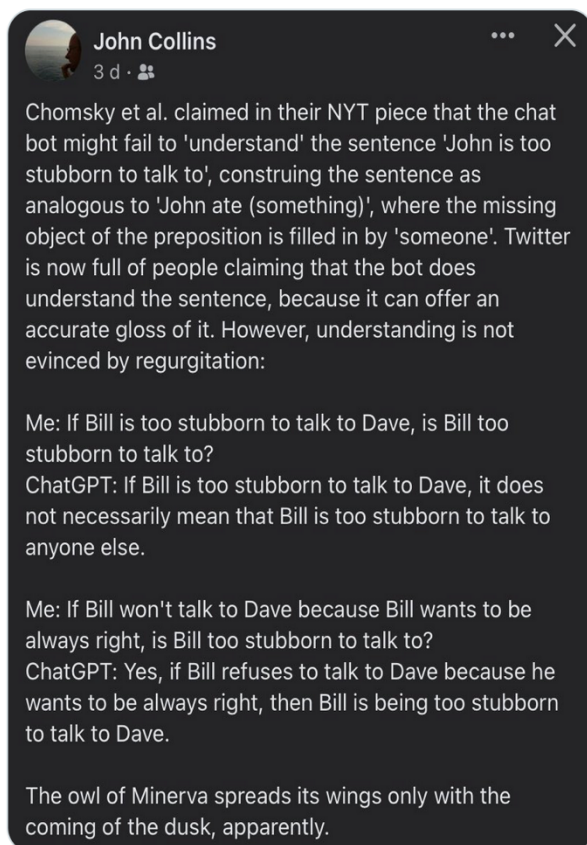 John Collins
3 d ·
Chomsky et al. claimed in their NYT piece that the chat
bot might fail to 'understand' the sentence 'John is too
stubborn to talk to', construing the sentence as
analogous to 'John ate (something)', where the missing
object of the preposition is filled in by 'someone'. Twitter
is now full of people claiming that the bot does
understand the sentence, because it can offer an
accurate gloss of it. However, understanding is not
evinced by regurgitation:
Me: If Bill is too stubborn to talk to Dave, is Bill too
stubborn to talk to?
ChatGPT: If Bill is too stubborn to talk to Dave, it does
not necessarily mean that Bill is too stubborn to talk to
anyone else.
Me: If Bill won't talk to Dave because Bill wants to be
always right, is Bill too stubborn to talk to?
ChatGPT: Yes, if Bill refuses to talk to Dave because he
wants to be always right, then Bill is being too stubborn
to talk to Dave.
The owl of Minerva spreads its wings only with the
coming of the dusk, apparently.